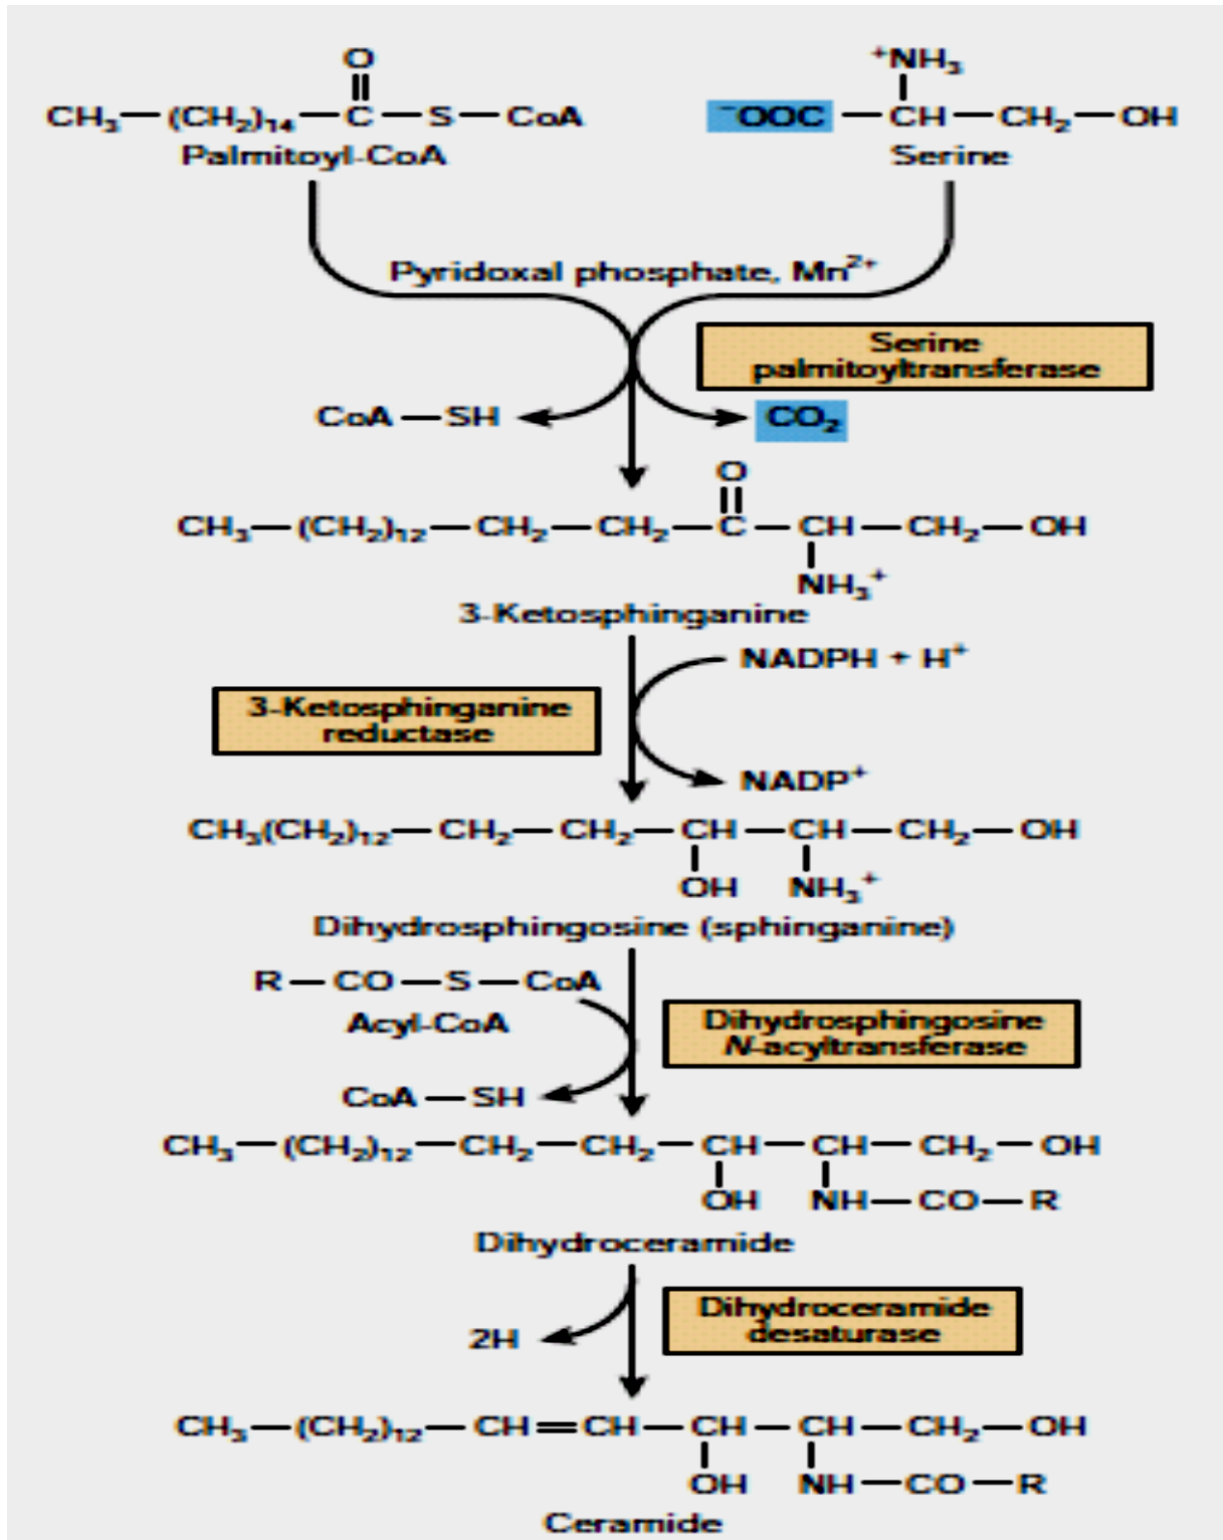 O
⁺NH₃
CH₃—(CH₂)₁₄—C—S—CoA
⁻OOC—CH—CH₂—OH
Palmitoyl-CoA
Serine
Pyridoxal phosphate, Mn²⁺
Serine
palmitoyltransferase
CoA—SH
CO₂
O
CH₃—(CH₂)₁₂—CH₂—CH₂—C—CH—CH₂—OH
NH₃⁺
3-Ketosphinganine
NADPH + H⁺
3-Ketosphinganine
reductase
NADP⁺
CH₃(CH₂)₁₂—CH₂—CH₂—CH—CH—CH₂—OH
OH NH₃⁺
Dihydrosphingosine (sphinganine)
R—CO—S—CoA
Acyl-CoA
Dihydrosphingosine
N-acyltransferase
CoA—SH
CH₃—(CH₂)₁₂—CH₂—CH₂—CH—CH—CH₂—OH
OH NH—CO—R
Dihydroceramide
Dihydroceramide
desaturase
2H
CH₃—(CH₂)₁₂—CH=CH—CH—CH—CH₂—OH
OH NH—CO—R
Ceramide